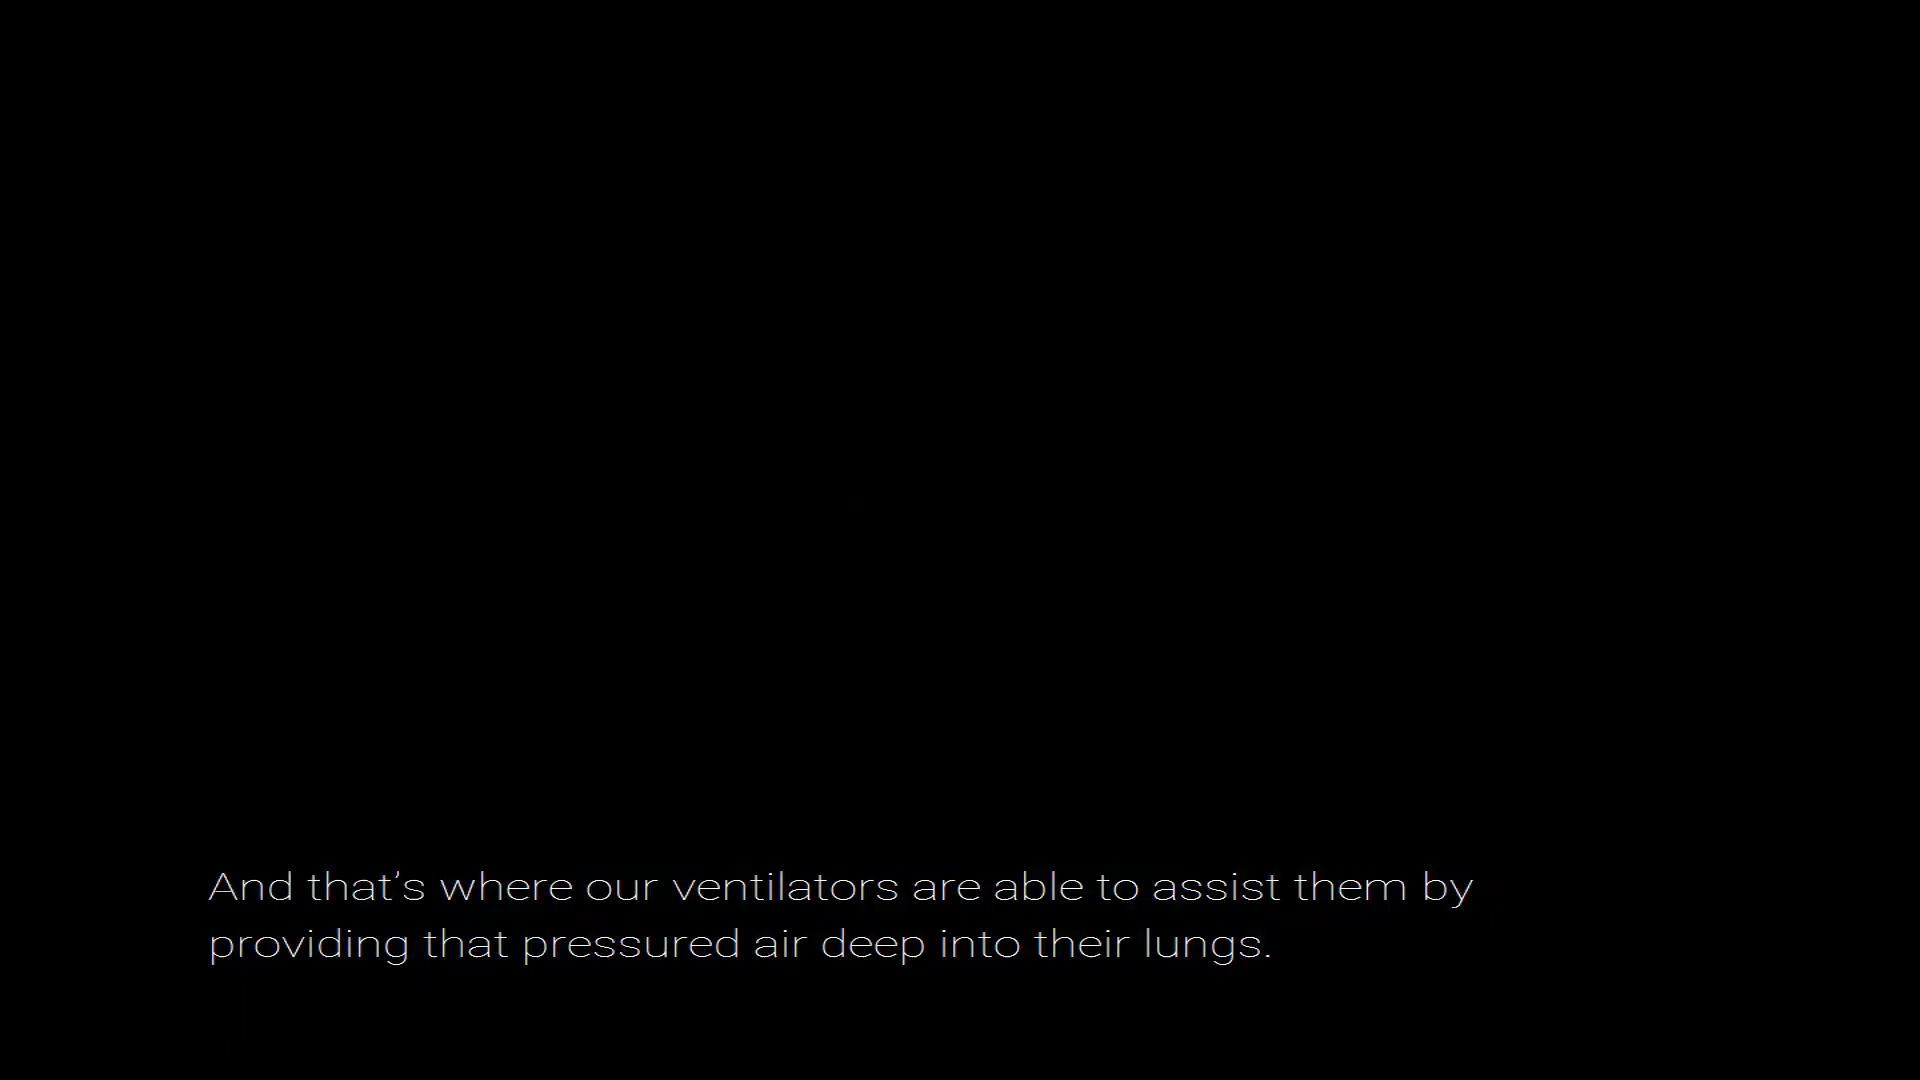 And that’s where our ventilators are able to assist them by
providing that pressured air deep into their lungs.